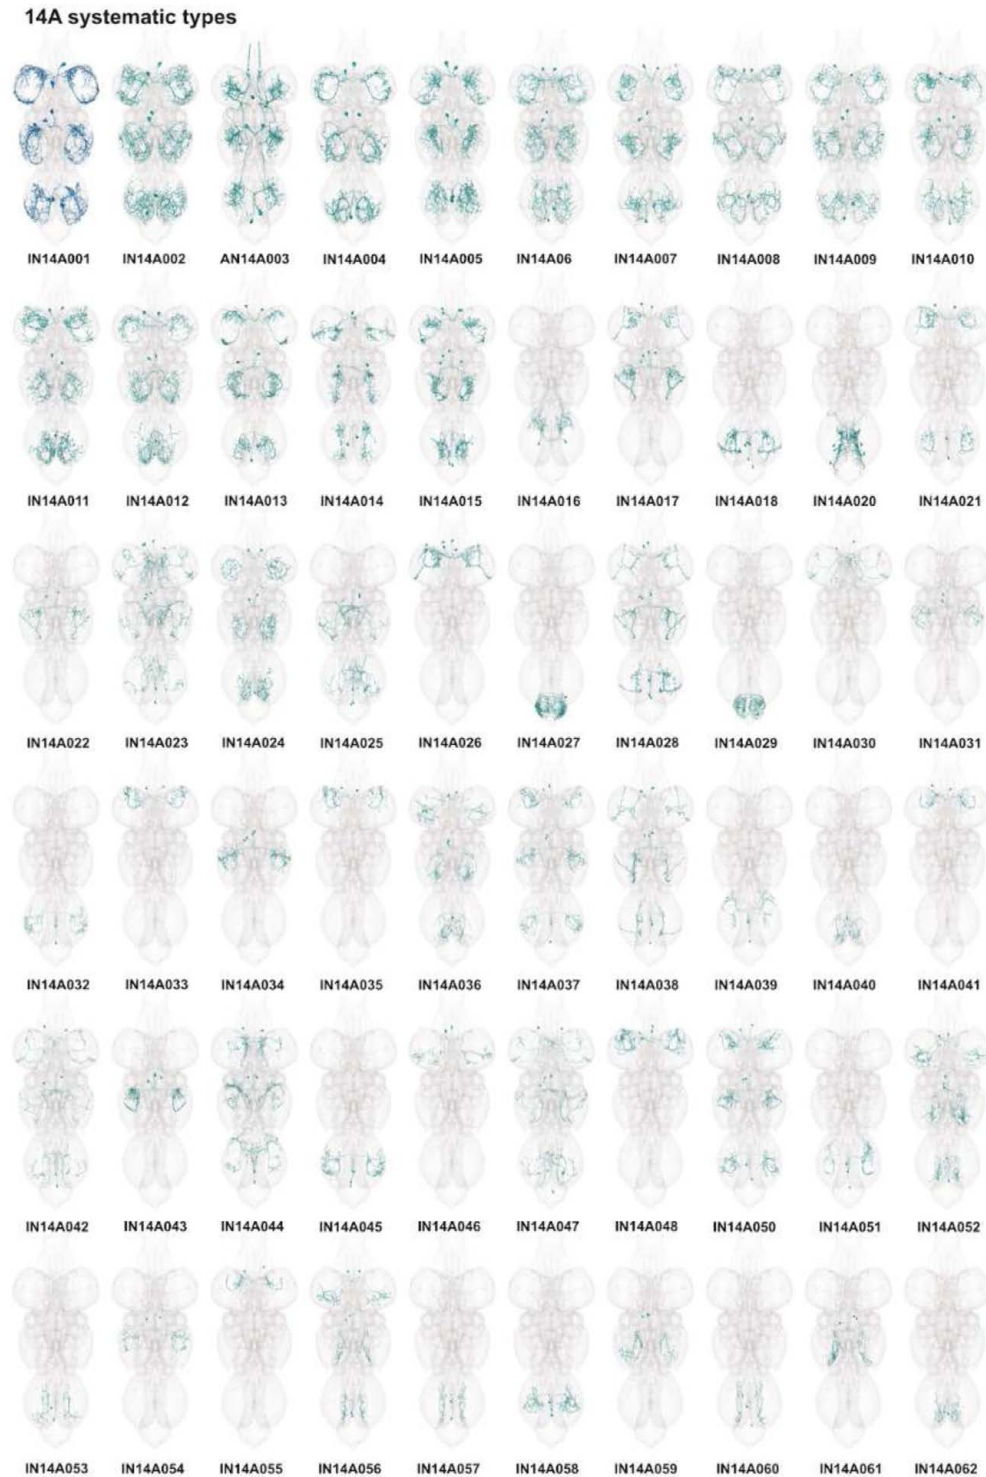 14A systematic types
IN14A001 IN14A002 AN14A003 IN14A004 IN14A005 IN14A06 IN14A007 IN14A008 IN14A009 IN14A010
IN14A011 IN14A012 IN14A013 IN14A014 IN14A015 IN14A016 IN14A017 IN14A018 IN14A020 IN14A021
IN14A022 IN14A023 IN14A024 IN14A025 IN14A026 IN14A027 IN14A028 IN14A029 IN14A030 IN14A031
IN14A032 IN14A033 IN14A034 IN14A035 IN14A036 IN14A037 IN14A038 IN14A039 IN14A040 IN14A041
IN14A042 IN14A043 IN14A044 IN14A045 IN14A046 IN14A047 IN14A048 IN14A050 IN14A051 IN14A052
IN14A053 IN14A054 IN14A055 IN14A056 IN14A057 IN14A058 IN14A059 IN14A060 IN14A061 IN14A062